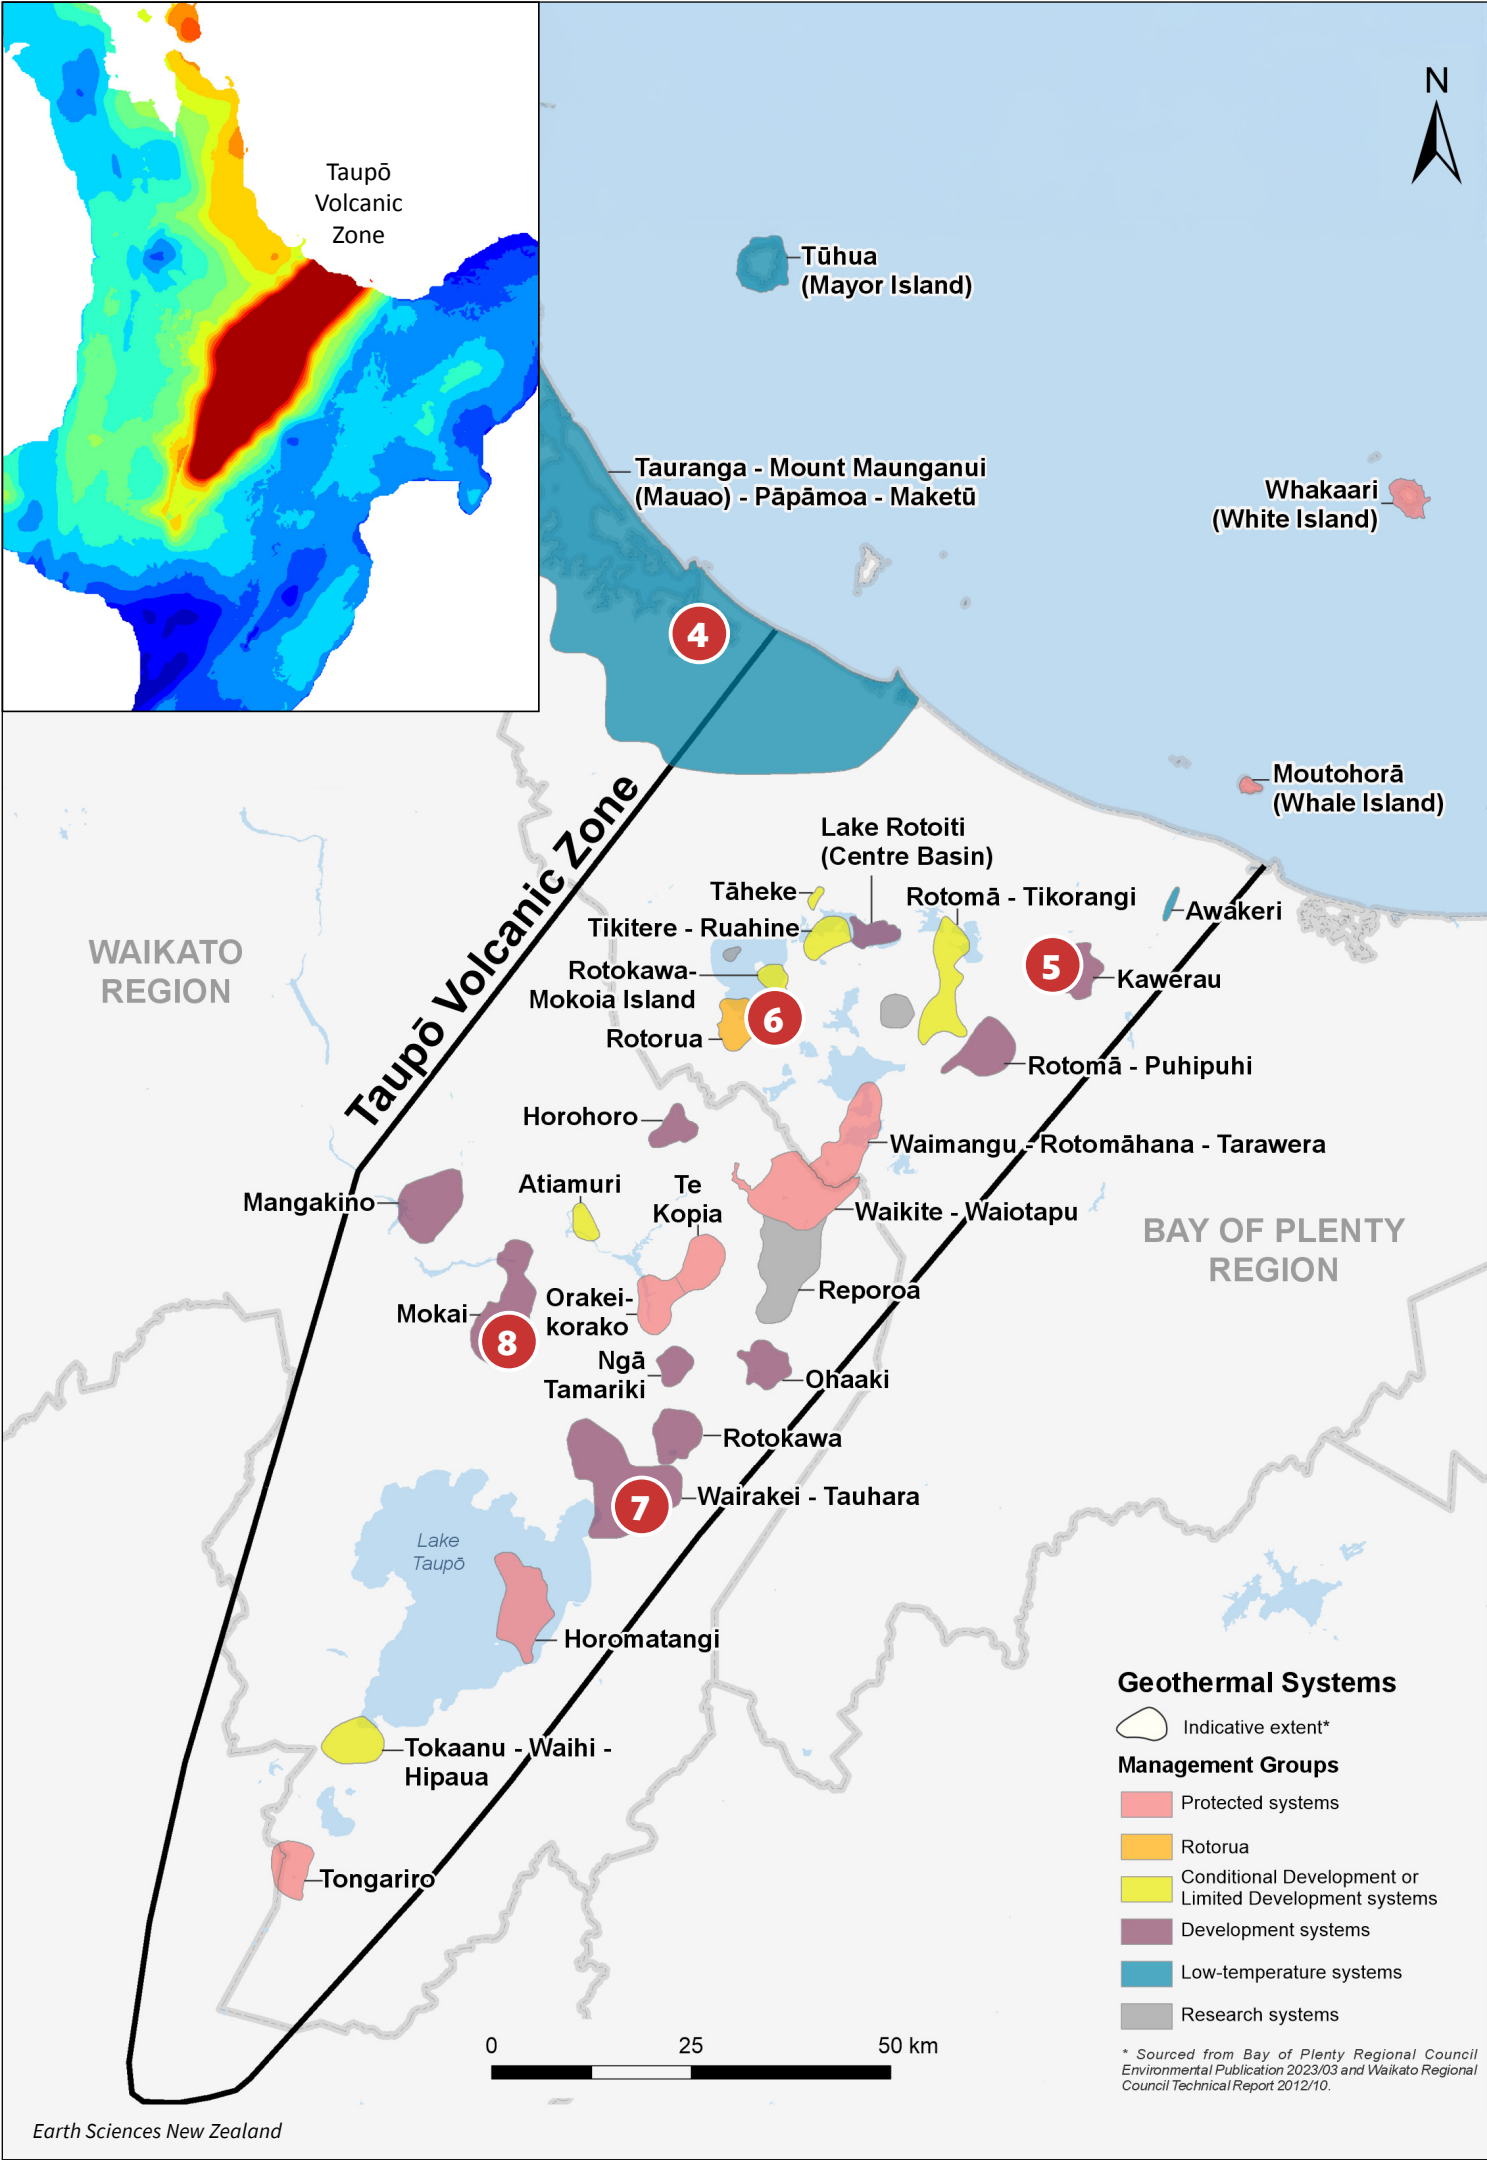 Taupō
Volcanic
Zone
N
Tūhua
(Mayor Island)
Tauranga - Mount Maunganui
(Mauao) - Pāpāmoa - Maketū
Whakaari
(White Island)
4
Moutohorā
(Whale Island)
Taupō Volcanic Zone
Lake Rotoiti
(Centre Basin)
Tāheke
Rotomā - Tikorangi
Awakeri
Tikitere - Ruahine
WAIKATO
REGION
5
Kawerau
Rotokawa-
Mokoia Island
6
Rotorua
Rotomā - Puhipuhi
Horohoro
Waimangu - Rotomāhana - Tarawera
Atiamuri
Te
Kopia
Mangakino
Waikite - Waiotapu
BAY OF PLENTY
REGION
Reporoa
Orakei-
korako
Mokai
8
Ngā
Tamariki
Ohaaki
Rotokawa
Wairakei - Tauhara
7
Lake
Taupō
Horomatangi
Tokaanu - Waihi -
Hipaua
Tongariro
Geothermal Systems
Indicative extent*
Management Groups
Protected systems
Rotorua
Conditional Development or
Limited Development systems
Development systems
Low-temperature systems
Research systems
* Sourced from Bay of Plenty Regional Council
Environmental Publication 2023/03 and Waikato Regional
Council Technical Report 2012/10.
0 25 50 km
Earth Sciences New Zealand